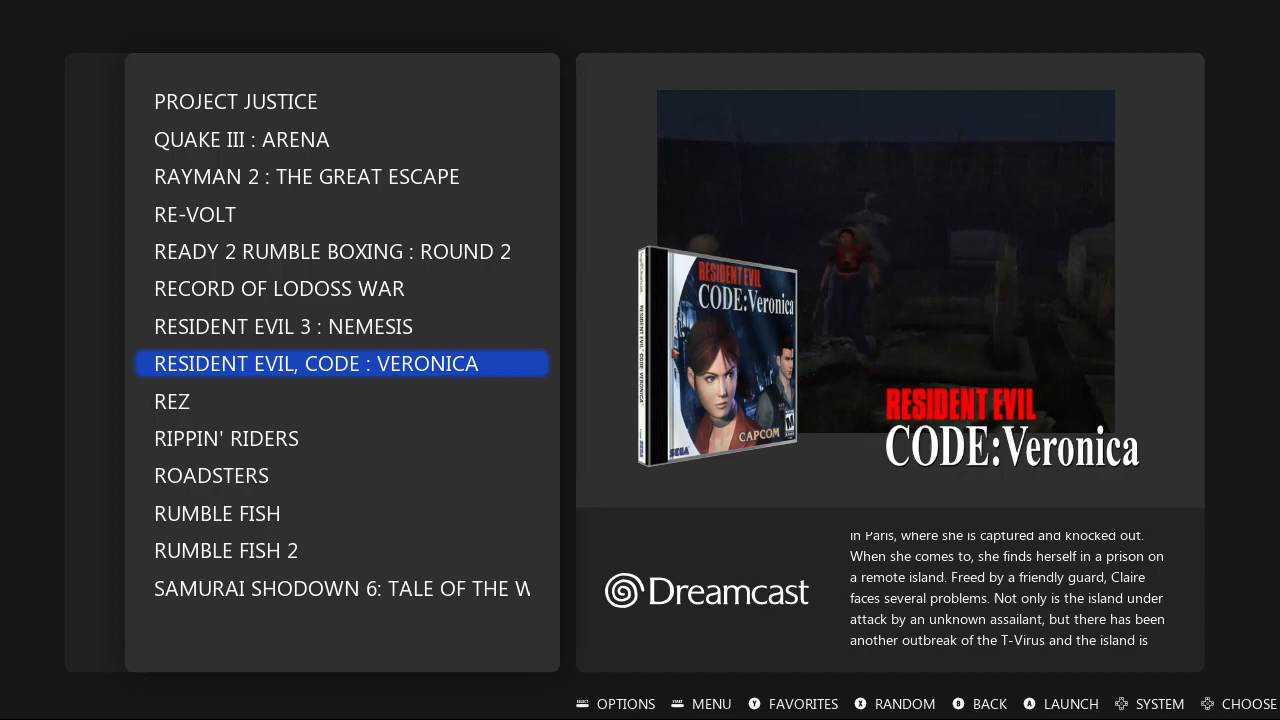 PROJECT JUSTICE
QUAKE III : ARENA
RAYMAN 2 : THE GREAT ESCAPE
RE-VOLT
READY 2 RUMBLE BOXING : ROUND 2
RECORD OF LODOSS WAR
RESIDENT EVIL 3 : NEMESIS
RESIDENT EVIL, CODE : VERONICA
REZ
RIPPIN' RIDERS
ROADSTERS
RUMBLE FISH
RUMBLE FISH 2
SAMURAI SHODOWN 6: TALE OF THE W
RESIDENT EVIL
CODE:Veronica
RESIDENT EVIL CODE: VERONICA
CAPCOM
SEGA
RESIDENT EVIL
CODE:Veronica
Dreamcast
in Paris, where she is captured and knocked out.
When she comes to, she finds herself in a prison on
a remote island. Freed by a friendly guard, Claire
faces several problems. Not only is the island under
attack by an unknown assailant, but there has been
another outbreak of the T-Virus and the island is
SELECT OPTIONS START MENU Y FAVORITES X RANDOM B BACK A LAUNCH SYSTEM CHOOSE